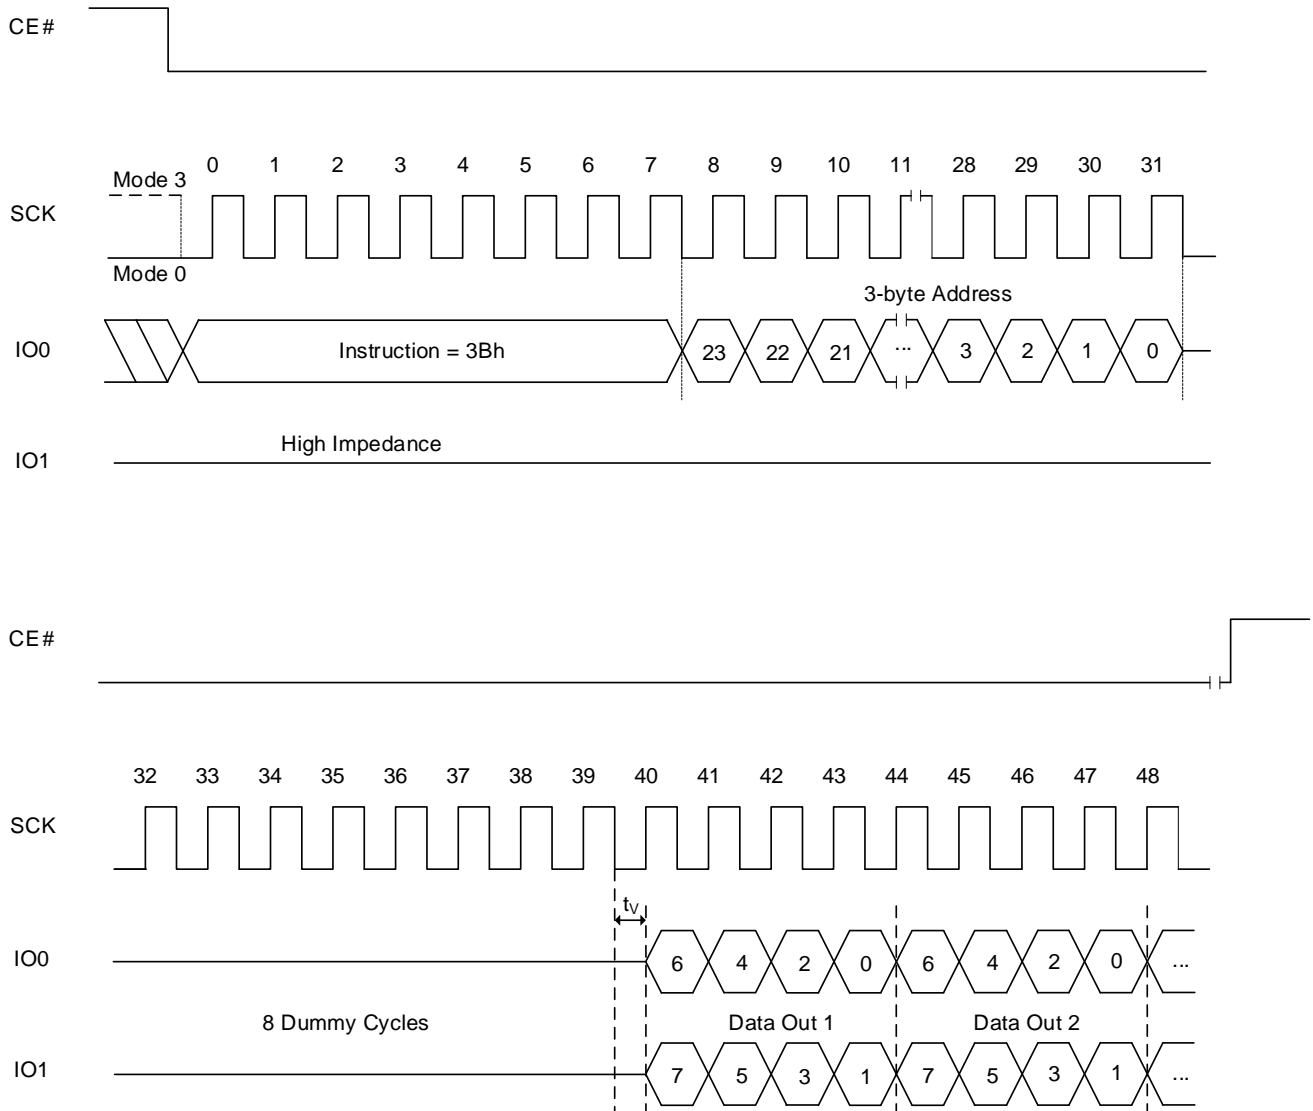 CE#
0 1 2 3 4 5 6 7 8 9 10 11 28 29 30 31
Mode 3
SCK
Mode 0
3-byte Address
IO0 Instruction = 3Bh 23 22 21 ... 3 2 1 0
High Impedance
IO1
CE#
32 33 34 35 36 37 38 39 40 41 42 43 44 45 46 47 48
SCK
tV
IO0 6 4 2 0 6 4 2 0 ...
8 Dummy Cycles Data Out 1 Data Out 2
IO1 7 5 3 1 7 5 3 1 ...